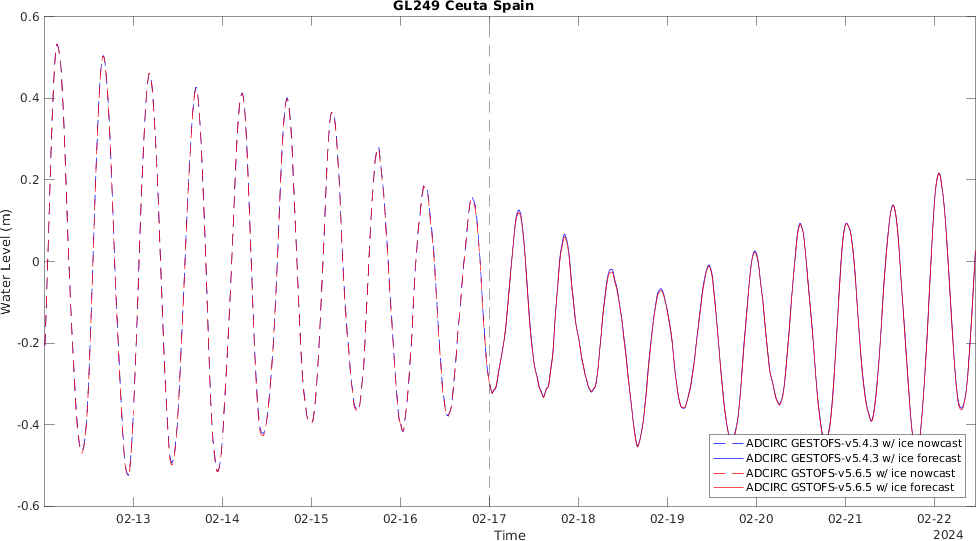 GL249 Ceuta Spain
0.6
0.4
0.2
0
-0.2
-0.4
-0.6
Water Level (m)
ADCIRC GESTOFS-v5.4.3 w/ ice nowcast
ADCIRC GESTOFS-v5.4.3 w/ ice forecast
ADCIRC GSTOFS-v5.6.5 w/ ice nowcast
ADCIRC GSTOFS-v5.6.5 w/ ice forecast
02-13 02-14 02-15 02-16 02-17 02-18 02-19 02-20 02-21 02-22
Time
2024